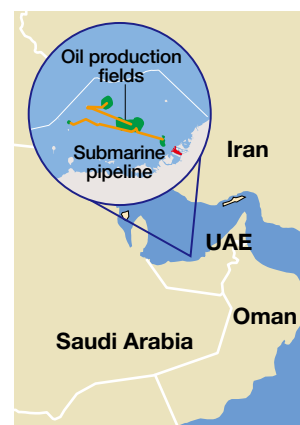 Oil production
fields
Submarine
pipeline
Iran
UAE
Oman
Saudi Arabia